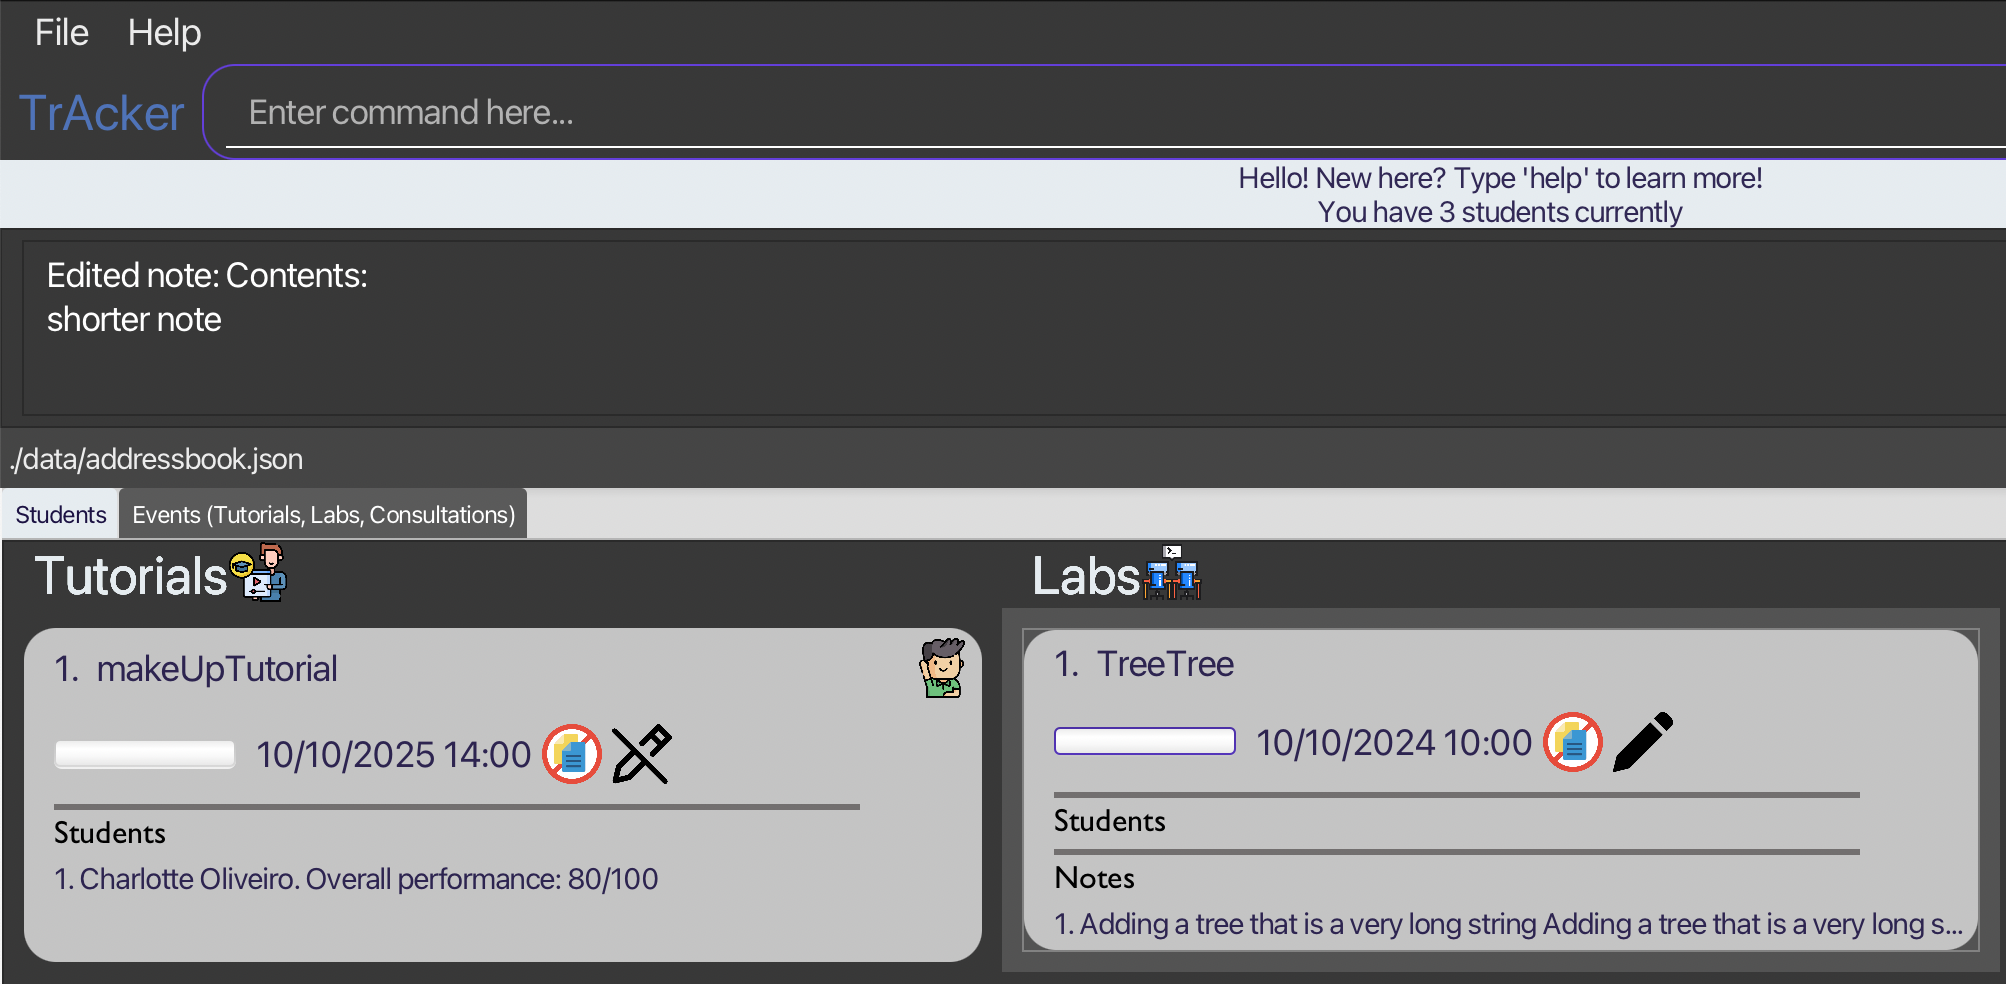 File Help
TrAcker Enter command here...
Hello! New here? Type 'help' to learn more!
You have 3 students currently
Edited note: Contents:
shorter note
./data/addressbook.json
Students Events (Tutorials, Labs, Consultations)
Tutorials
1. makeUpTutorial
10/10/2025 14:00
Students
1. Charlotte Oliveiro. Overall performance: 80/100
Labs
1. TreeTree
10/10/2024 10:00
Students
Notes
1. Adding a tree that is a very long string Adding a tree that is a very long s...